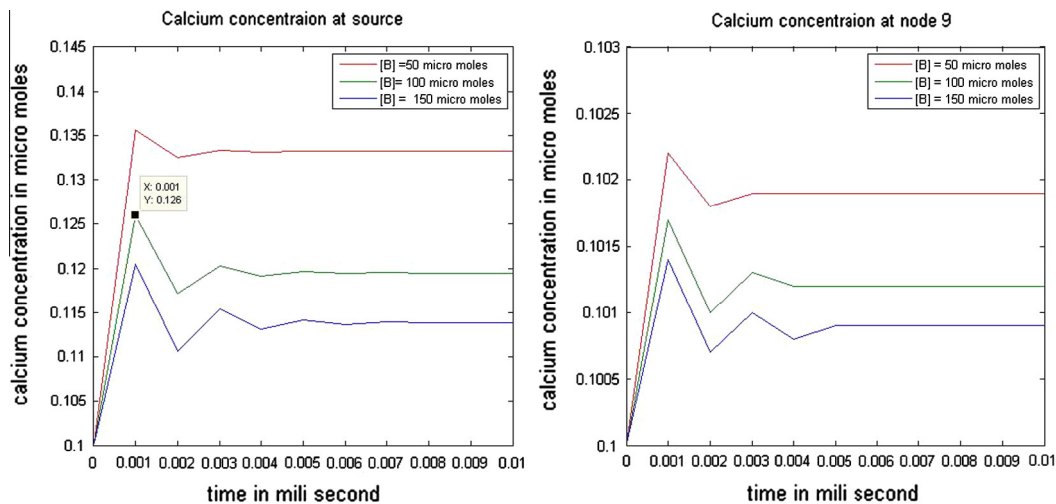 Calcium concentraion at source
calcium concentration in micro moles
0.145
0.14
0.135
0.13
0.125
0.12
0.115
0.11
0.105
0.1
[B] =50 micro moles
[B]= 100 micro moles
[B] = 150 micro moles
X: 0.001
Y: 0.126
0 0.001 0.002 0.003 0.004 0.005 0.006 0.007 0.008 0.009 0.01
time in mili second
Calcium concentraion at node 9
calcium concentration in micro moles
0.103
0.1025
0.102
0.1015
0.101
0.1005
0.1
[B] = 50 micro moles
[B] = 100 micro moles
[B] = 150 micro moles
0 0.001 0.002 0.003 0.004 0.005 0.006 0.007 0.008 0.009 0.01
time in mili second